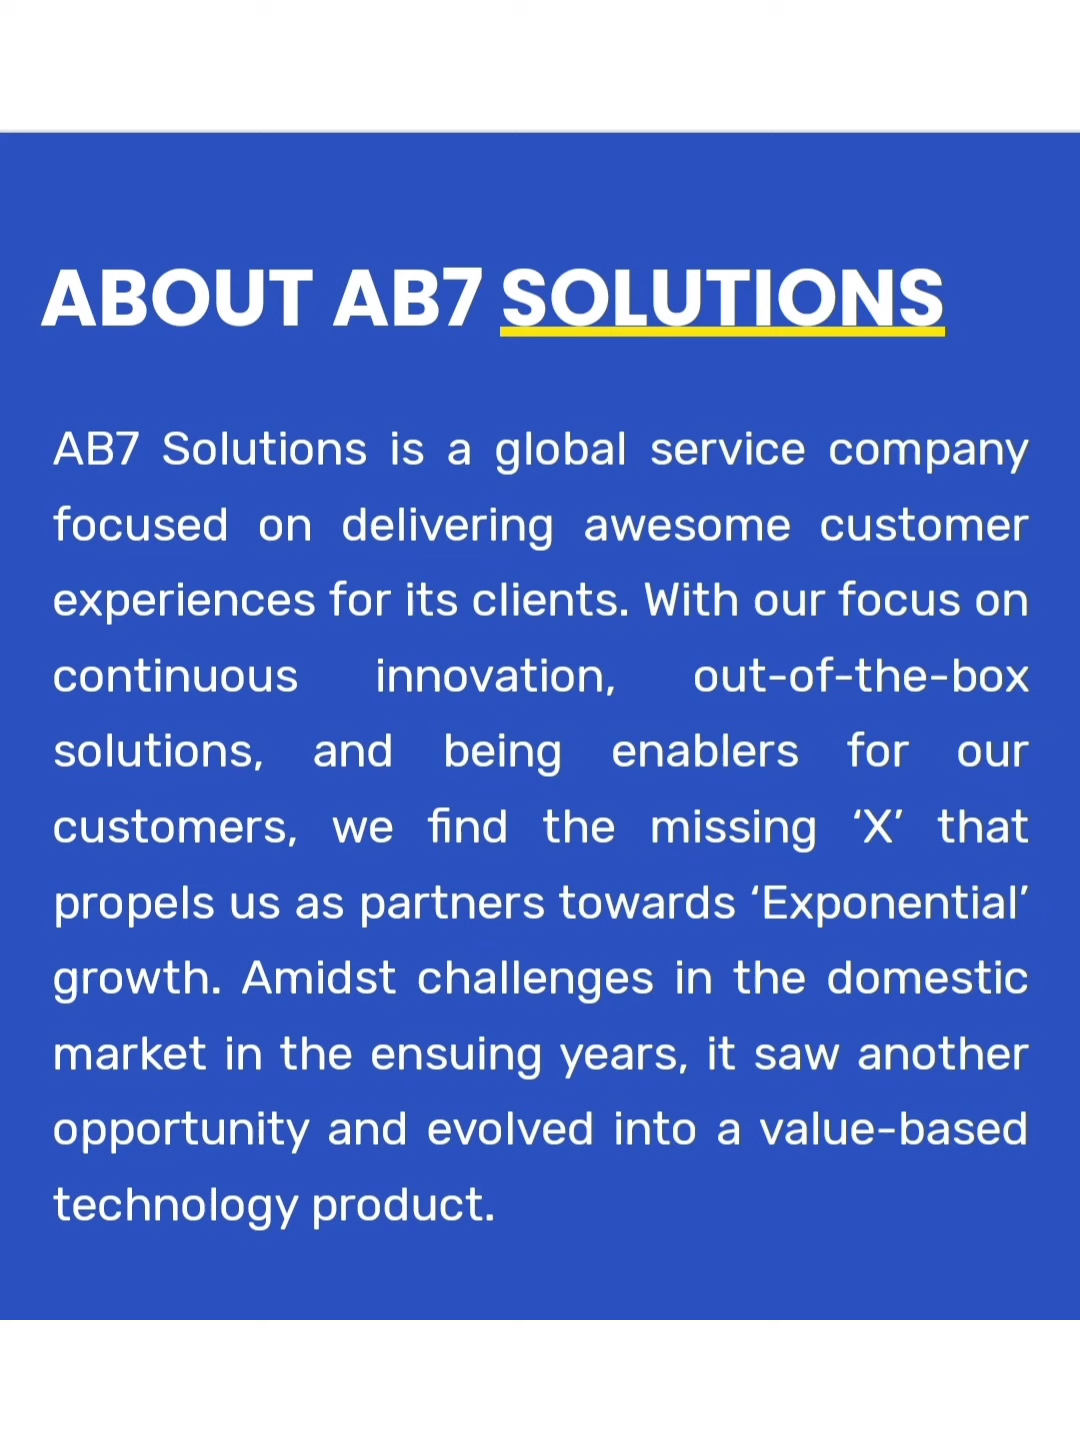 ABOUT AB7 SOLUTIONS
AB7 Solutions is a global service company
focused on delivering awesome customer
experiences for its clients. With our focus on
continuous innovation, out-of-the-box
solutions, and being enablers for our
customers, we find the missing ‘X’ that
propels us as partners towards ‘Exponential’
growth. Amidst challenges in the domestic
market in the ensuing years, it saw another
opportunity and evolved into a value-based
technology product.